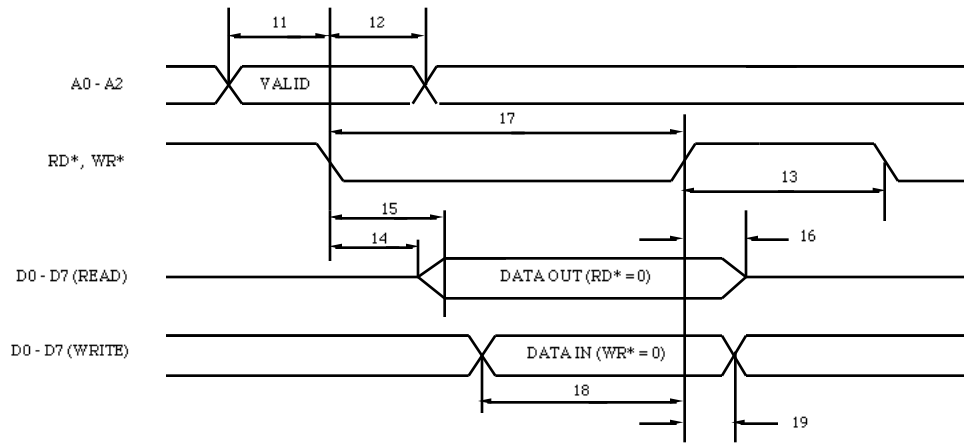 11 12
A0 - A2 VALID
17
RD*, WR*
13
15
14 16
D0 - D7 (READ) DATA OUT (RD* = 0)
D0 - D7 (WRITE) DATA IN (WR* = 0)
18
19